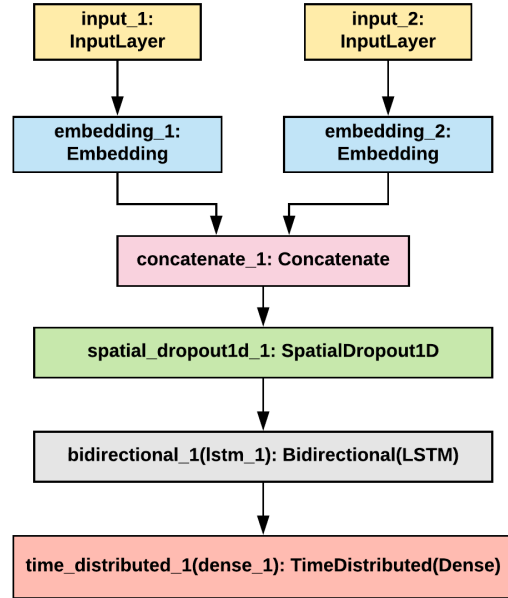 input_1:
InputLayer
input_2:
InputLayer
embedding_1:
Embedding
embedding_2:
Embedding
concatenate_1: Concatenate
spatial_dropout1d_1: SpatialDropout1D
bidirectional_1(lstm_1): Bidirectional(LSTM)
time_distributed_1(dense_1): TimeDistributed(Dense)